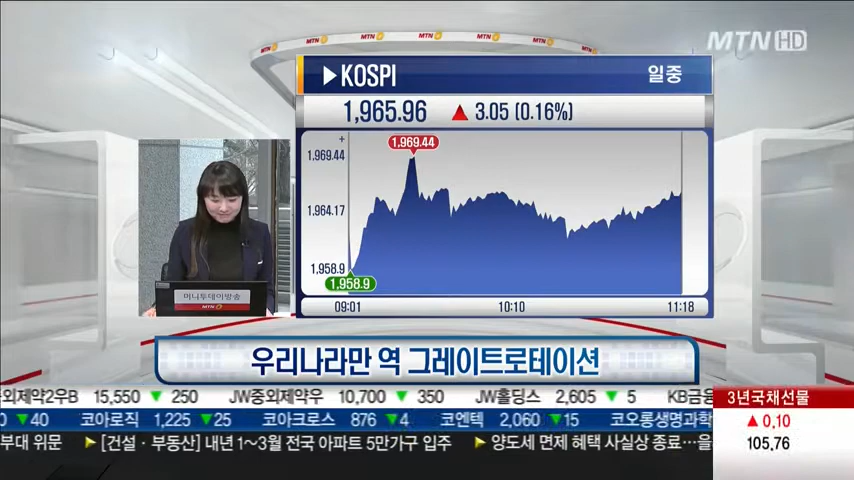 MTN
MTN
MTN
MTN
MTN
MTN
MTN
MTN HD
▶KOSPI 일중
1,965.96 ▲ 3.05 (0.16%)
+
1,969.44
1,969.44
1,964.17
1,958.9
1,958.9
09:01 10:10 11:18
머니투데이방송
MTN
우리나라만 역 그레이트로테이션
외제약2우B 15,550 ▼ 250 JW중외제약우 10,700 ▼ 350 JW홀딩스 2,605 ▼ 5 KB금융
▼40 코아로직 1,225 ▼25 코아크로스 876 ▼4 코엔텍 2,060 ▼15 코오롱생명과학
부대 위문 ▶[건설·부동산] 내년 1~3월 전국 아파트 5만가구 입주 ▶양도세 면제 혜택 사실상 종료…을
3년국채선물
▲ 0,10
105,76